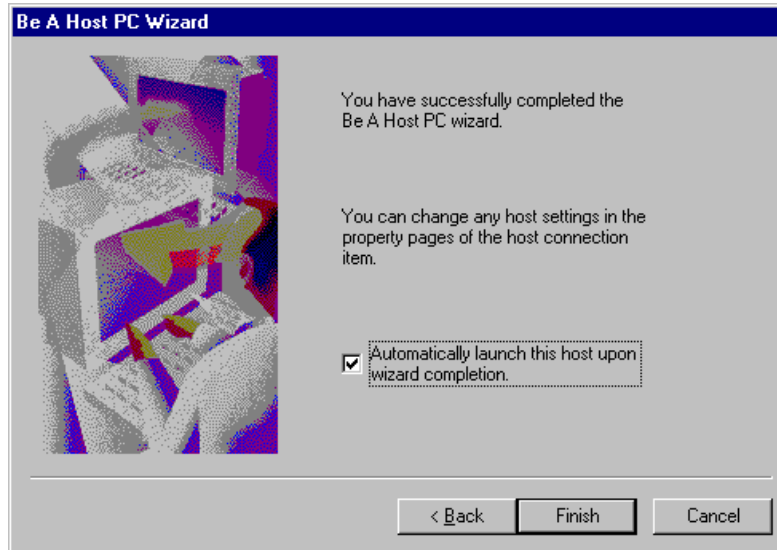 Be A Host PC Wizard
You have successfully completed the
Be A Host PC wizard.
You can change any host settings in the
property pages of the host connection
item.
Automatically launch this host upon
wizard completion.
< Back
Finish
Cancel